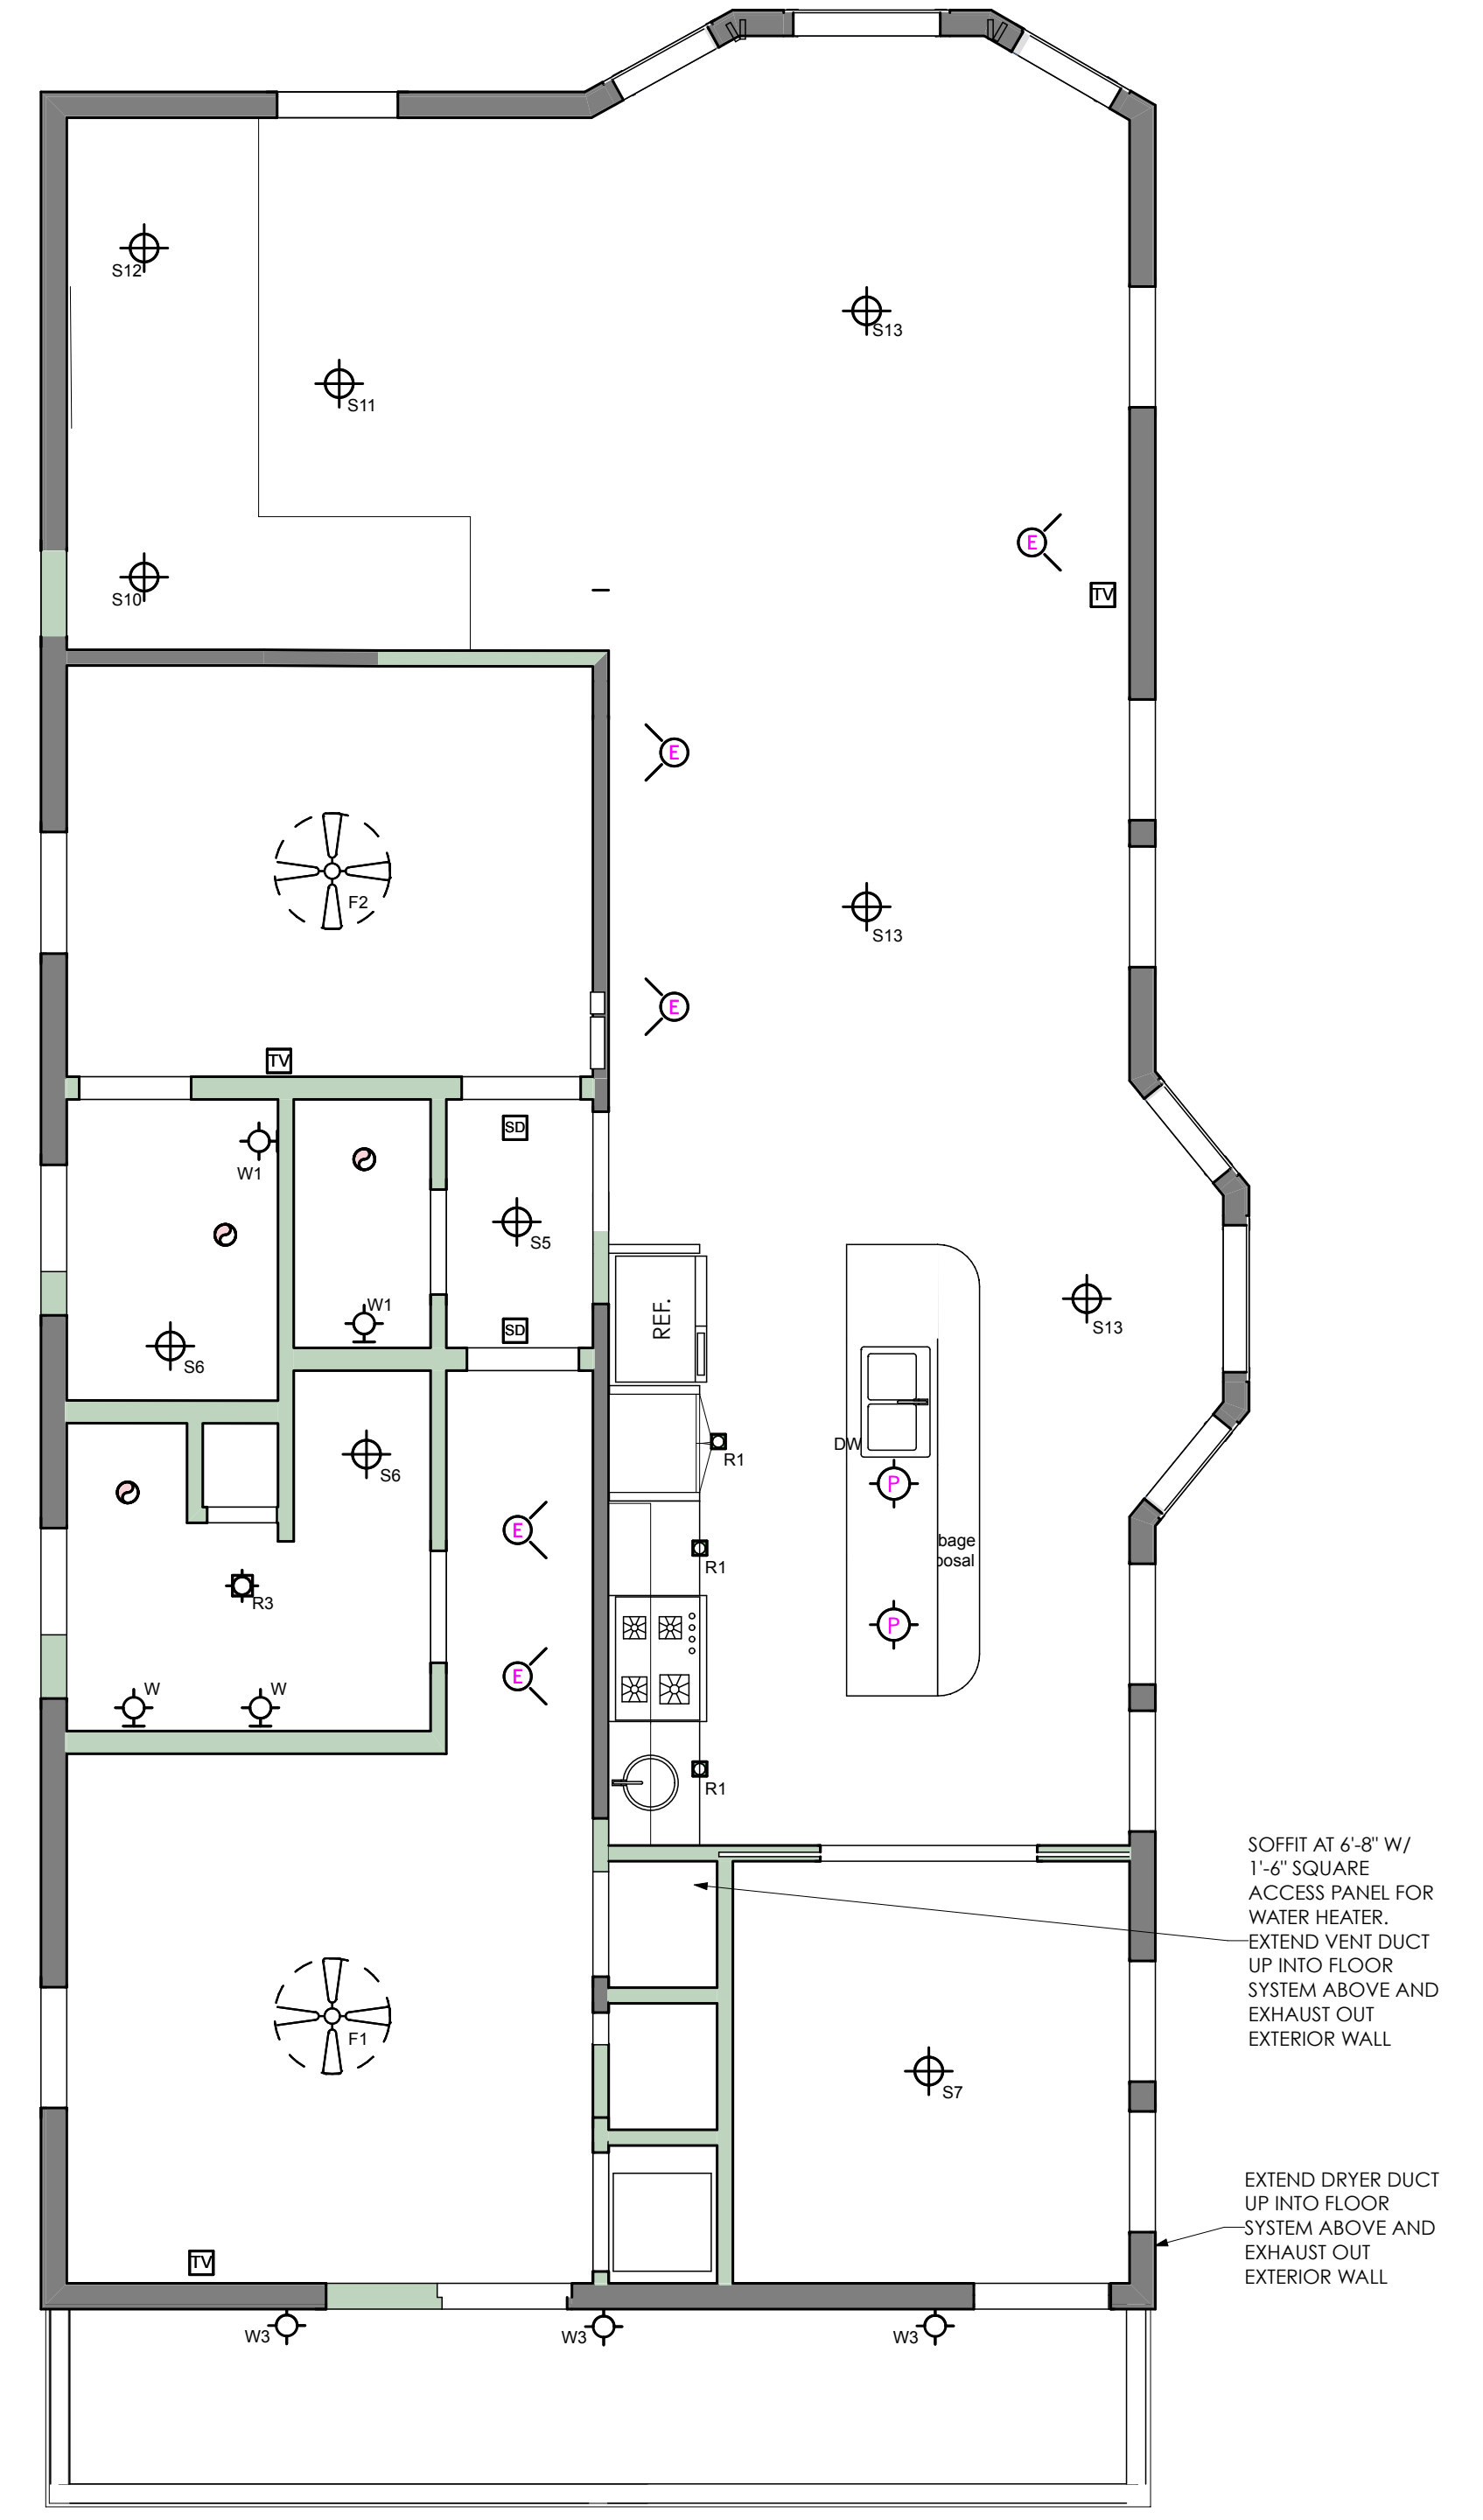 S12
S13
S11
E
S10
TV
E
F2
S13
E
TV
SD
W1
S5
S13
W1
SD
REF.
S6
DW
R1
S6
P
E
bage
posal
R1
R3
P
E
W
W
R1
SOFFIT AT 6'-8" W/
1'-6" SQUARE
ACCESS PANEL FOR
WATER HEATER.
EXTEND VENT DUCT
UP INTO FLOOR
SYSTEM ABOVE AND
EXHAUST OUT
EXTERIOR WALL
F1
S7
EXTEND DRYER DUCT
UP INTO FLOOR
SYSTEM ABOVE AND
EXHAUST OUT
EXTERIOR WALL
TV
W3
W3
W3